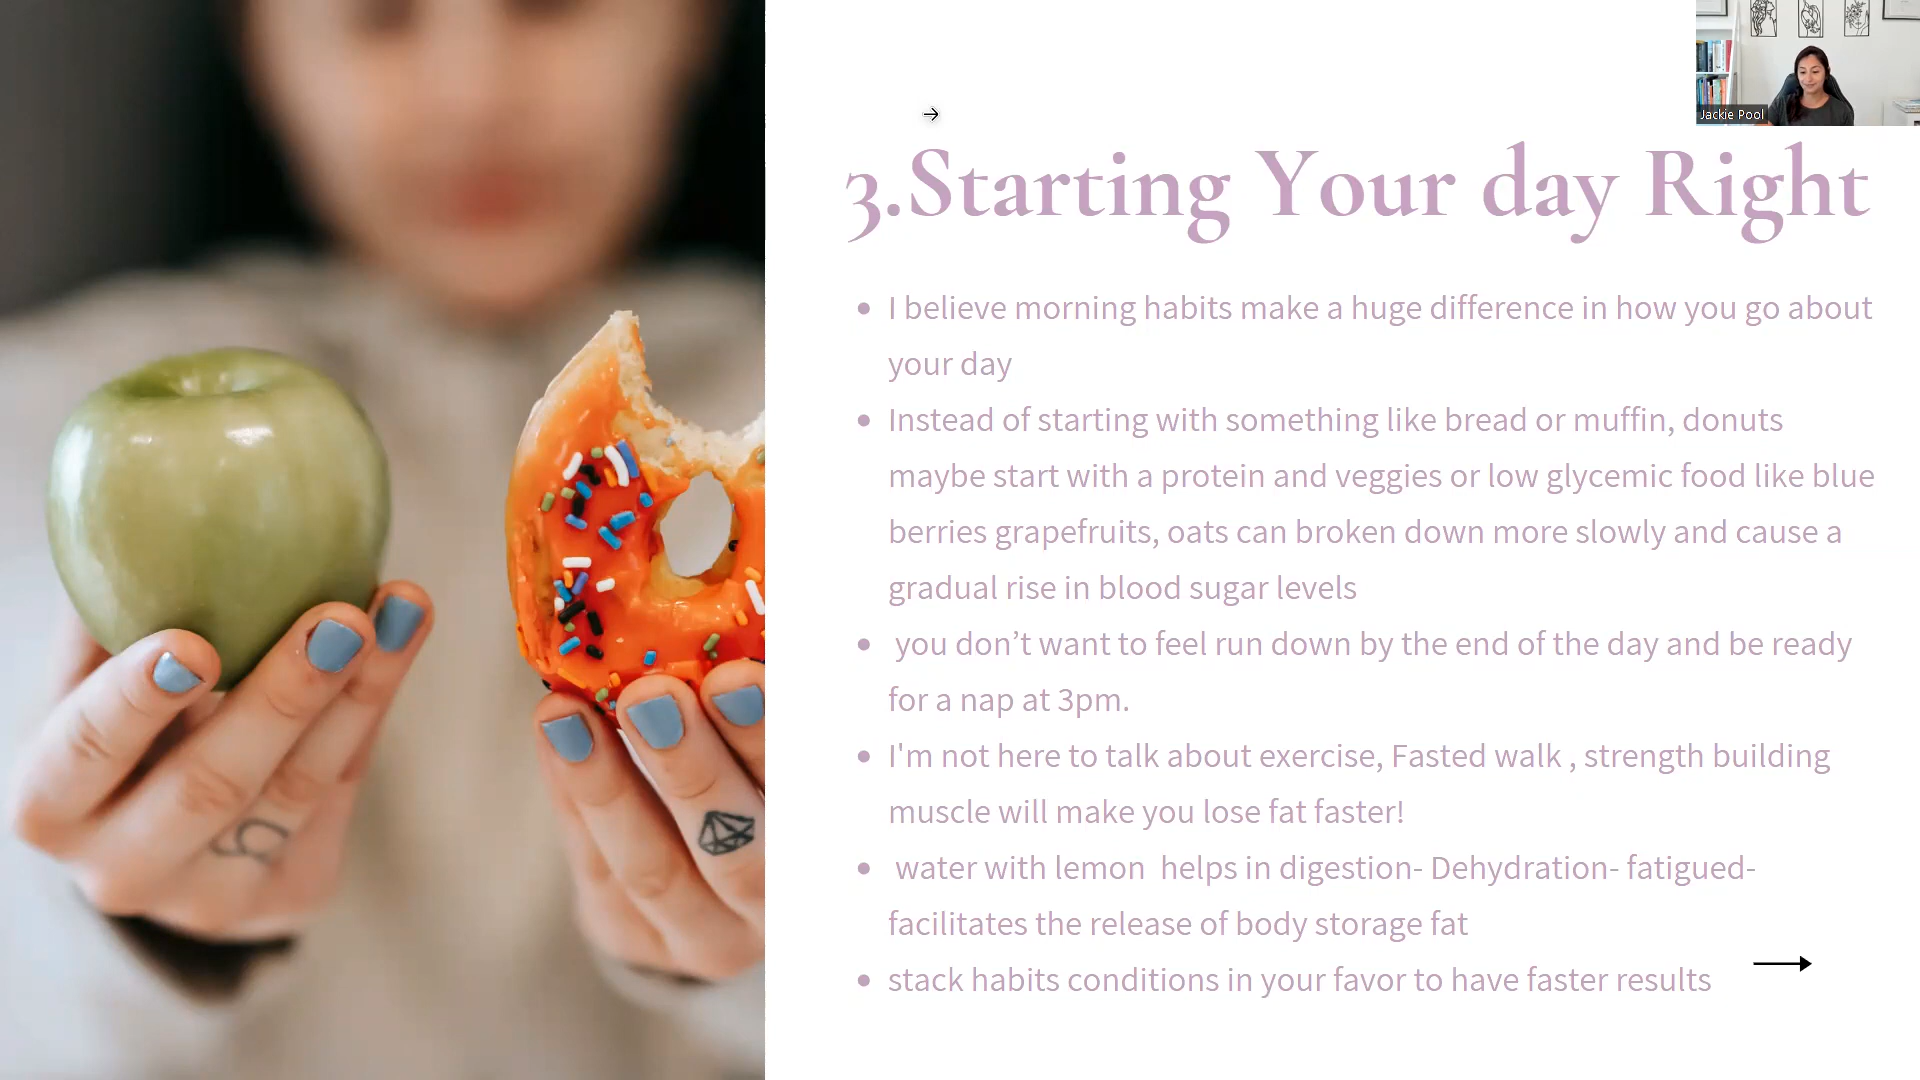 Jackie Pool
3.Starting Your day Right
• I believe morning habits make a huge difference in how you go about
your day
• Instead of starting with something like bread or muffin, donuts
maybe start with a protein and veggies or low glycemic food like blue
berries grapefruits, oats can broken down more slowly and cause a
gradual rise in blood sugar levels
• you don’t want to feel run down by the end of the day and be ready
for a nap at 3pm.
• I'm not here to talk about exercise, Fasted walk , strength building
muscle will make you lose fat faster!
• water with lemon  helps in digestion- Dehydration- fatigued-
facilitates the release of body storage fat
• stack habits conditions in your favor to have faster results